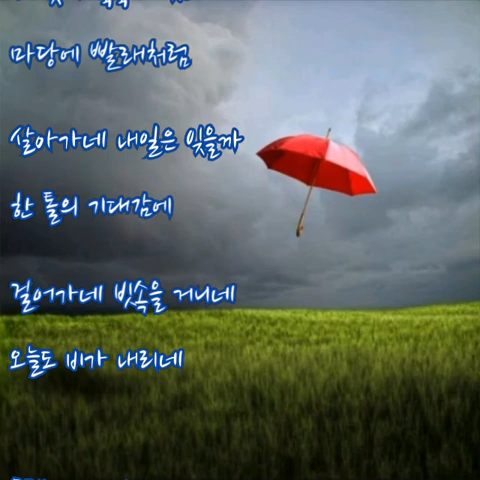 마당에 빨래처럼
살아가네 내일은 잊을까
한 톨의 기대감에
걸어가네 빗속을 거니네
오늘도 비가 내리네